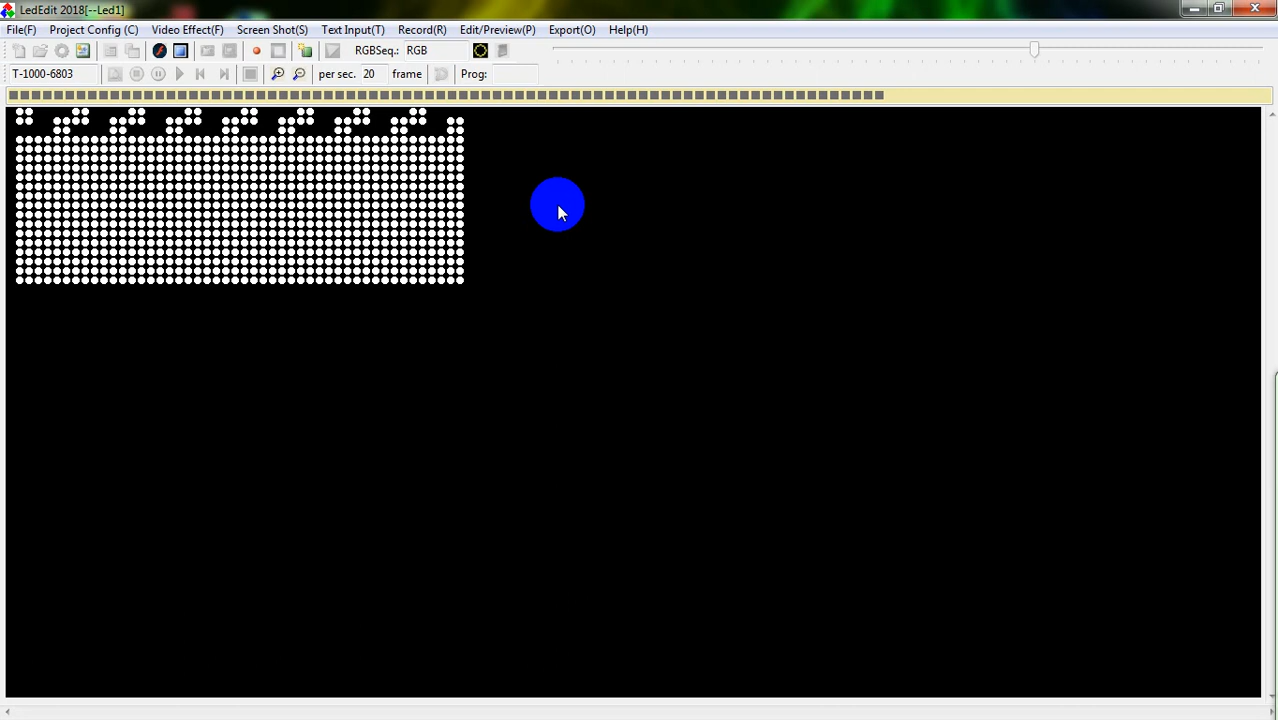 LedEdit 2018[--Led1]
File(F) Project Config (C) Video Effect(F) Screen Shot(S) Text Input(T) Record(R) Edit/Preview(P) Export(O) Help(H)
RGBSeq.: RGB
T-1000-6803 per sec. 20 frame Prog: